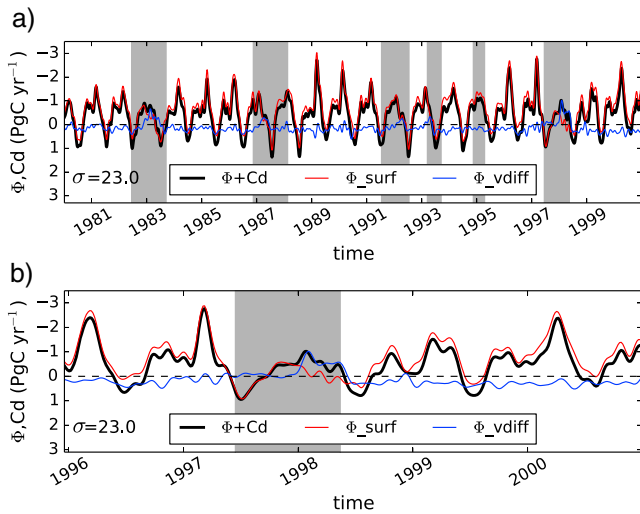 a)
Φ,Cd (PgC yr⁻¹)
−3
−2
−1
0
1
2
3
σ=23.0
Φ+Cd Φ_surf Φ_vdiff
1981 1983 1985 1987 1989 1991 1993 1995 1997 1999
time
b)
Φ,Cd (PgC yr⁻¹)
−3
−2
−1
0
1
2
3
σ=23.0
Φ+Cd Φ_surf Φ_vdiff
1996 1997 1998 1999 2000
time